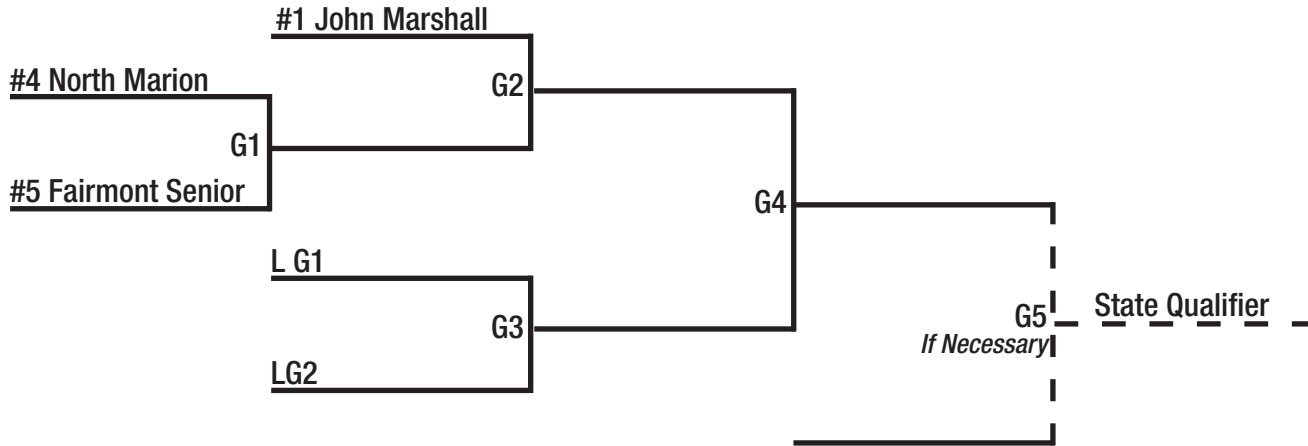 #1 John Marshall
#4 North Marion
G2
G1
#5 Fairmont Senior
G4
L G1
G3
G5
State Qualifier
If Necessary
LG2